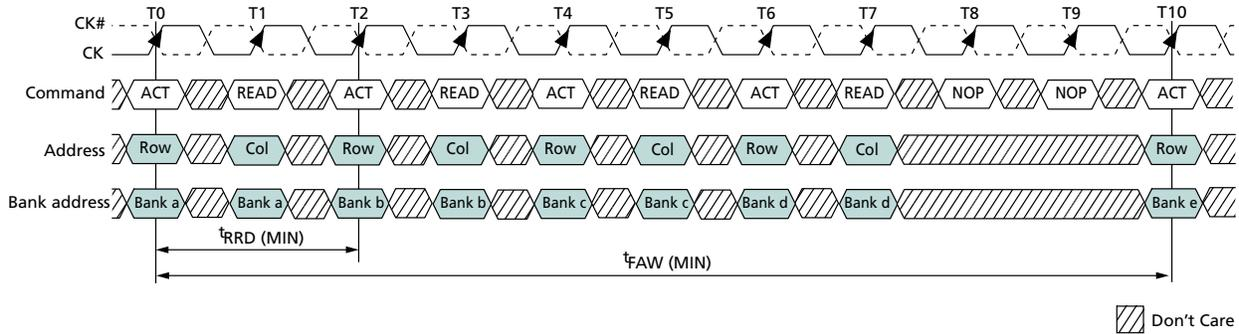 T0 T1 T2 T3 T4 T5 T6 T7 T8 T9 T10
CK#
CK
Command ACT READ ACT READ ACT READ ACT READ NOP NOP ACT
Address Row Col Row Col Row Col Row Col Row
Bank address Bank a Bank a Bank b Bank b Bank c Bank c Bank d Bank d Bank e
tRRD (MIN)
tFAW (MIN)
Don't Care